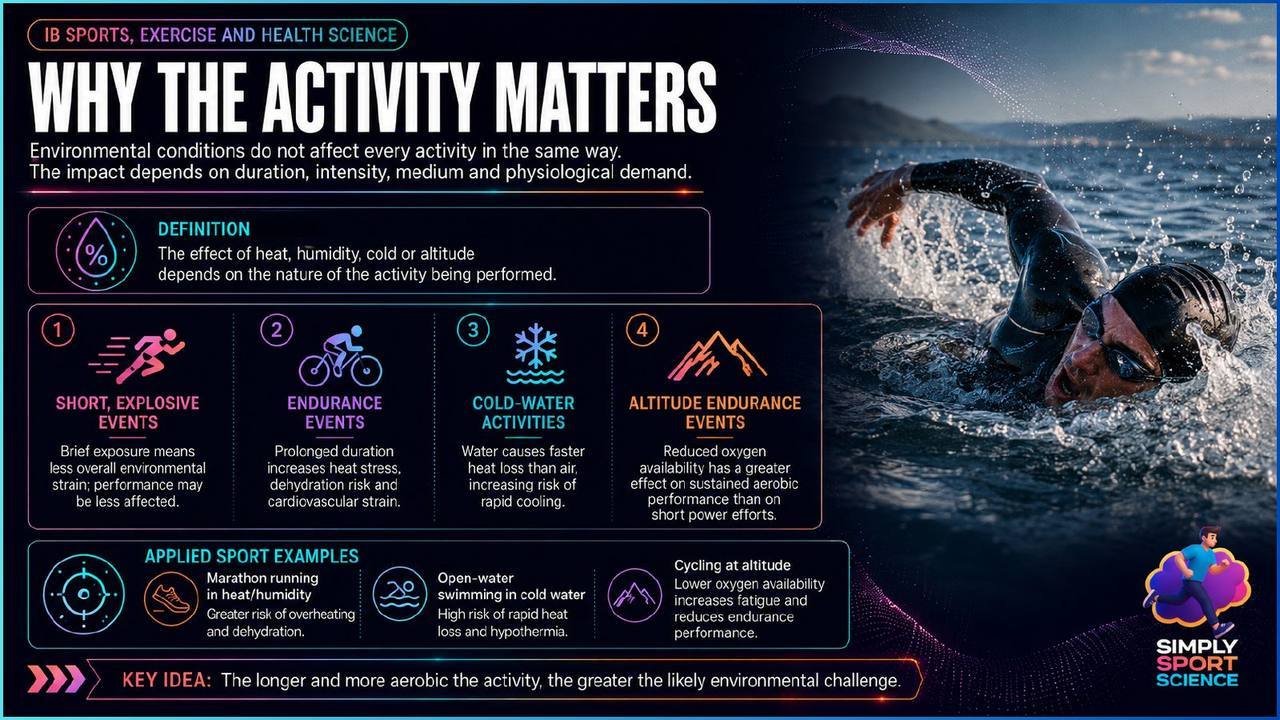 IB SPORTS, EXERCISE AND HEALTH SCIENCE
WHY THE ACTIVITY MATTERS
Environmental conditions do not affect every activity in the same way.
The impact depends on duration, intensity, medium and physiological demand.
%
DEFINITION
The effect of heat, humidity, cold or altitude
depends on the nature of the activity being performed.
1
SHORT, EXPLOSIVE
EVENTS
Brief exposure means
less overall environmental
strain; performance may
be less affected.
2
ENDURANCE
EVENTS
Prolonged duration
increases heat stress,
dehydration risk and
cardiovascular strain.
3
COLD-WATER
ACTIVITIES
Water causes faster
heat loss than air,
increasing risk of
rapid cooling.
4
ALTITUDE ENDURANCE
EVENTS
Reduced oxygen
availability has a greater
effect on sustained aerobic
performance than on
short power efforts.
APPLIED SPORT EXAMPLES
Marathon running
in heat/humidity
Greater risk of overheating
and dehydration.
Open-water
swimming in cold water
High risk of rapid heat
loss and hypothermia.
Cycling at altitude
Lower oxygen availability
increases fatigue and
reduces endurance
performance.
KEY IDEA: The longer and more aerobic the activity, the greater the likely environmental challenge.
SIMPLY
SPORT
SCIENCE